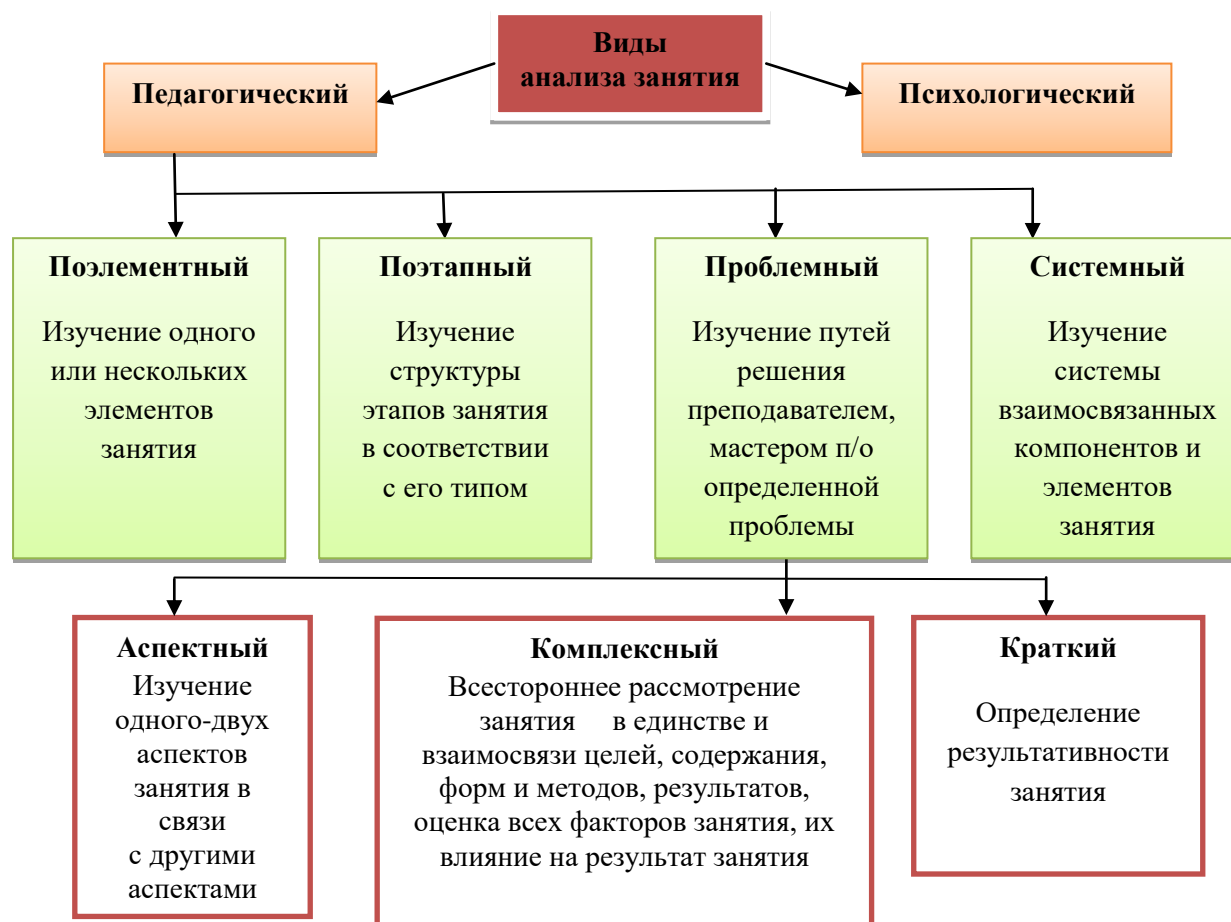 Виды
анализа занятия
Педагогический
Психологический
Поэлементный
Изучение одного
или нескольких
элементов
занятия
Поэтапный
Изучение
структуры
этапов занятия
в соответствии
с его типом
Проблемный
Изучение путей
решения
преподавателем,
мастером п/о
определенной
проблемы
Системный
Изучение
системы
взаимосвязанных
компонентов и
элементов
занятия
Аспектный
Изучение
одного-двух
аспектов
занятия в
связи
с другими
аспектами
Комплексный
Всестороннее рассмотрение
занятия в единстве и
взаимосвязи целей, содержания,
форм и методов, результатов,
оценка всех факторов занятия, их
влияние на результат занятия
Краткий
Определение
результативности
занятия